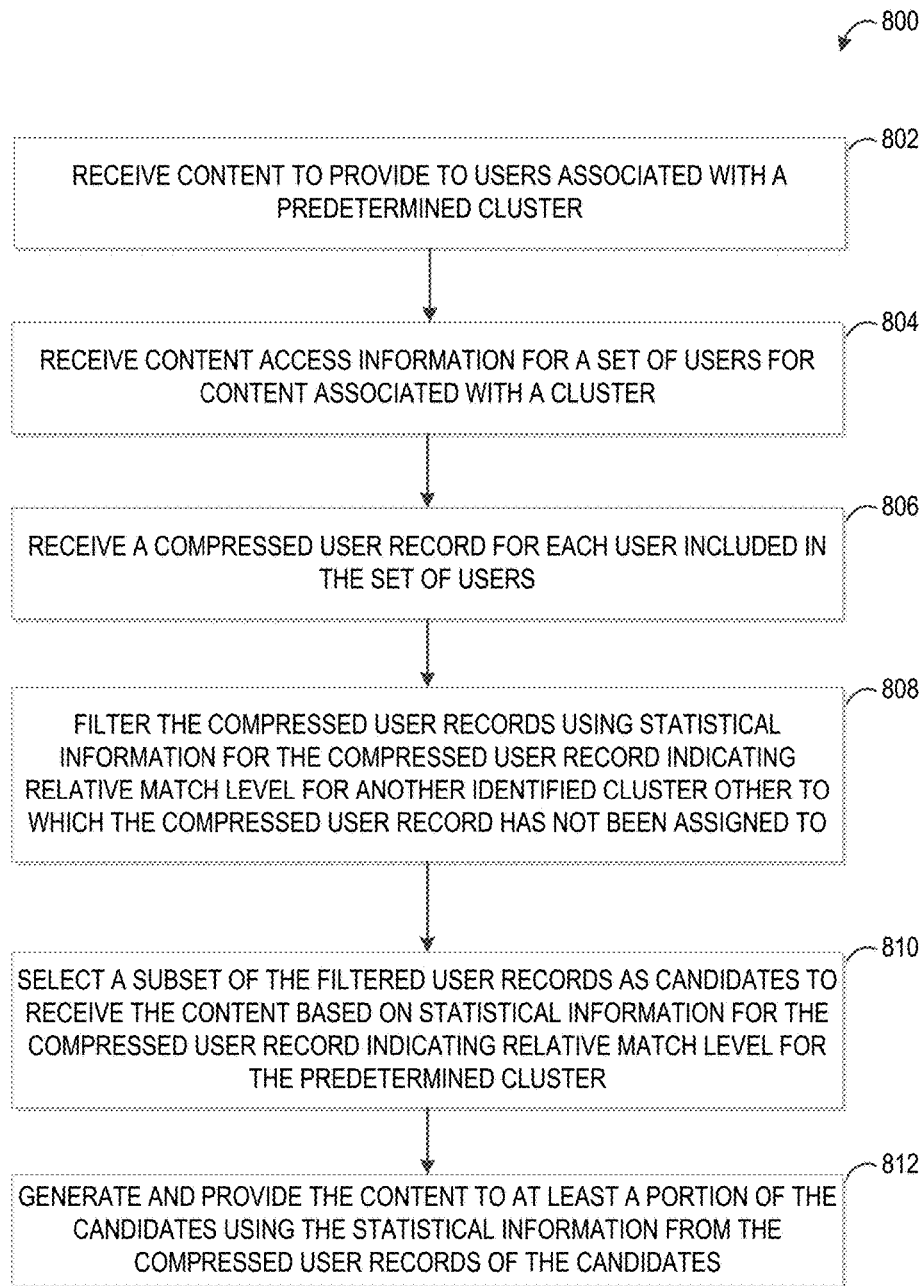 800
802
RECEIVE CONTENT TO PROVIDE TO USERS ASSOCIATED WITH A
PREDETERMINED CLUSTER
804
RECEIVE CONTENT ACCESS INFORMATION FOR A SET OF USERS FOR
CONTENT ASSOCIATED WITH A CLUSTER
806
RECEIVE A COMPRESSED USER RECORD FOR EACH USER INCLUDED IN
THE SET OF USERS
808
FILTER THE COMPRESSED USER RECORDS USING STATISTICAL
INFORMATION FOR THE COMPRESSED USER RECORD INDICATING
RELATIVE MATCH LEVEL FOR ANOTHER IDENTIFIED CLUSTER OTHER TO
WHICH THE COMPRESSED USER RECORD HAS NOT BEEN ASSIGNED TO
810
SELECT A SUBSET OF THE FILTERED USER RECORDS AS CANDIDATES TO
RECEIVE THE CONTENT BASED ON STATISTICAL INFORMATION FOR THE
COMPRESSED USER RECORD INDICATING RELATIVE MATCH LEVEL FOR
THE PREDETERMINED CLUSTER
812
GENERATE AND PROVIDE THE CONTENT TO AT LEAST A PORTION OF THE
CANDIDATES USING THE STATISTICAL INFORMATION FROM THE
COMPRESSED USER RECORDS OF THE CANDIDATES